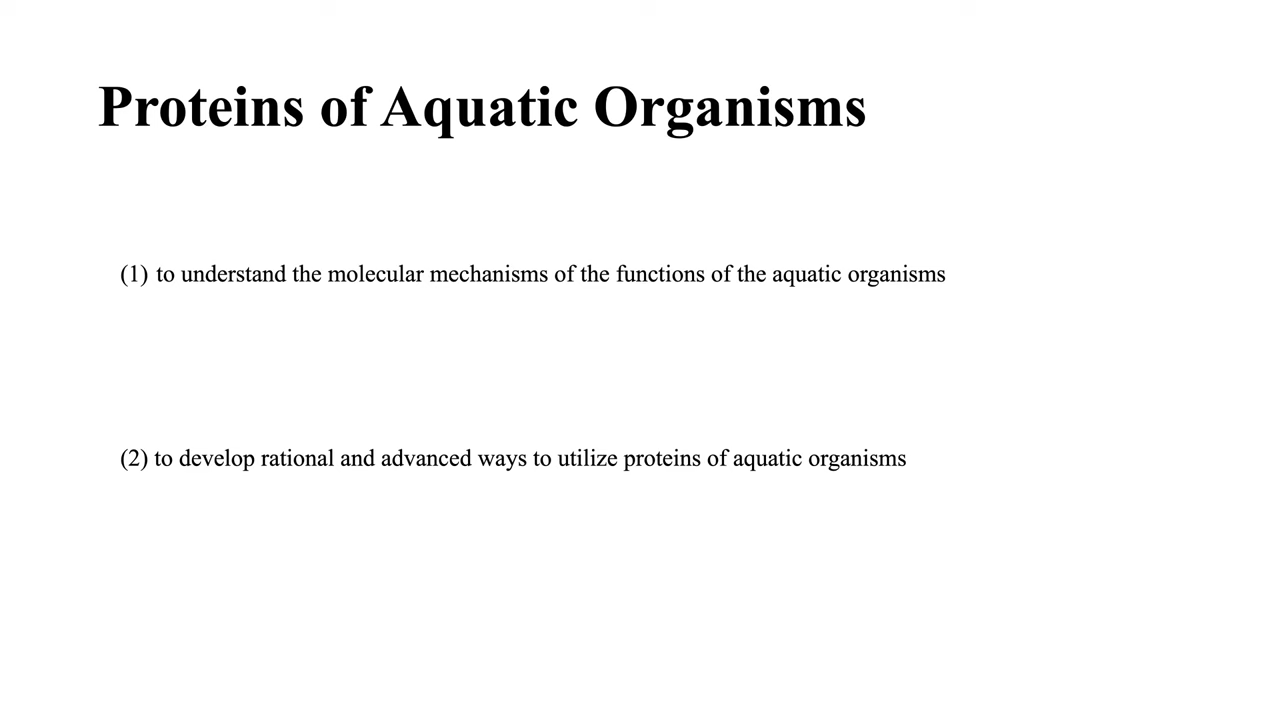 Proteins of Aquatic Organisms
(1) to understand the molecular mechanisms of the functions of the aquatic organisms
(2) to develop rational and advanced ways to utilize proteins of aquatic organisms